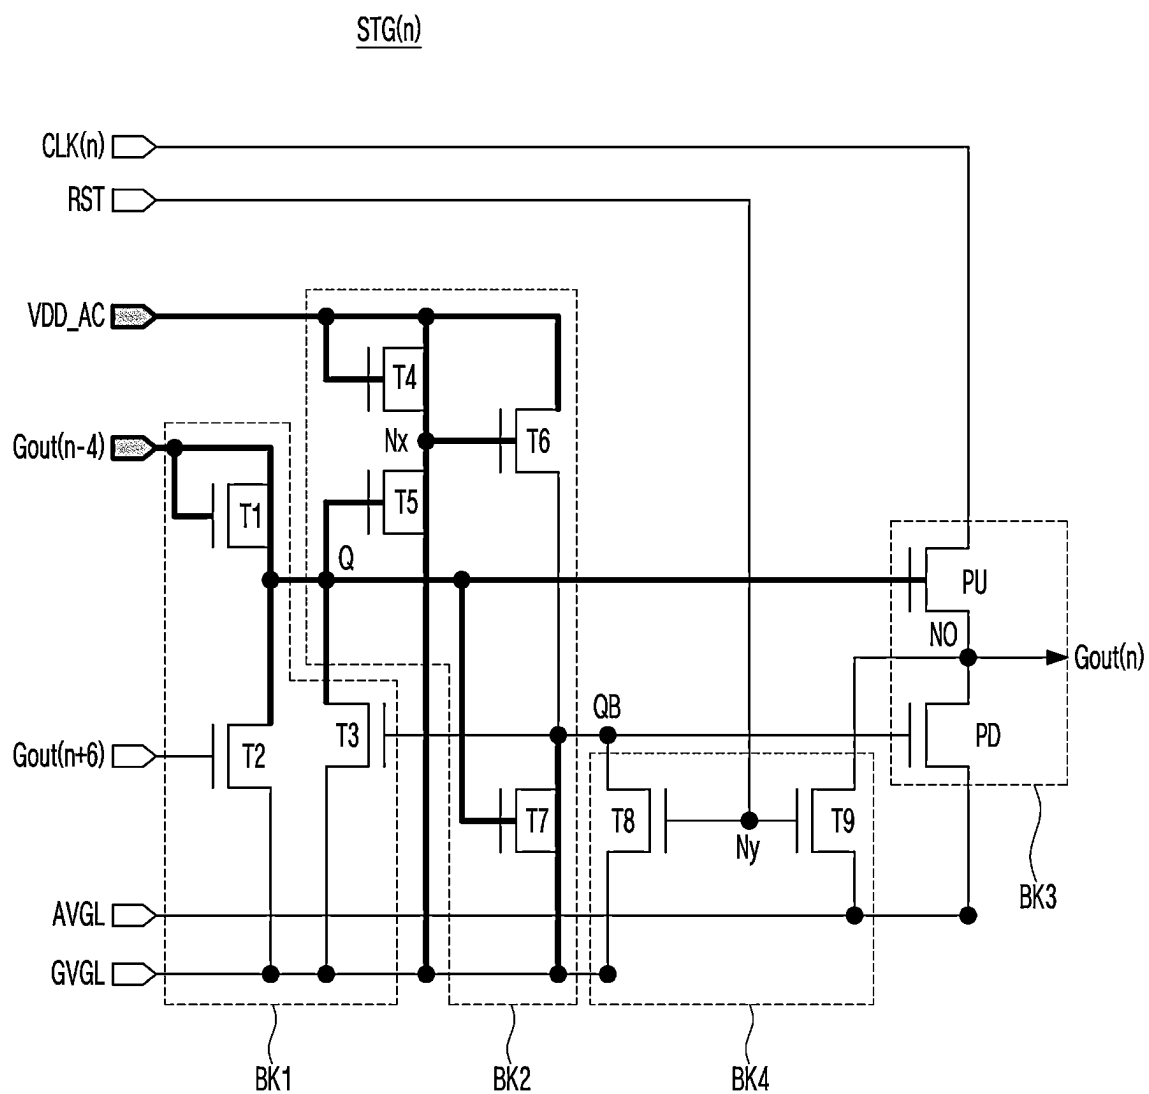 STG(n)
CLK(n)
RST
VDD_AC
T4
Gout(n-4)
Nx
T6
T1
T5
Q
PU
NO
Gout(n)
QB
T3
PD
Gout(n+6)
T2
T7
T8
T9
Ny
BK3
AVGL
GVGL
BK1
BK2
BK4